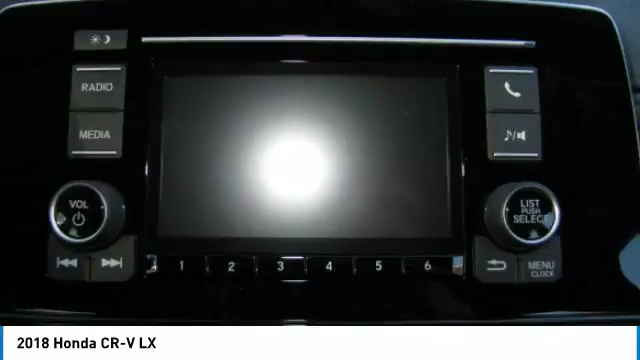 RADIO
MEDIA
VOL
LIST
PUSH
SELECT
1 2 3 4 5 6
MENU
CLOCK
2018 Honda CR-V LX